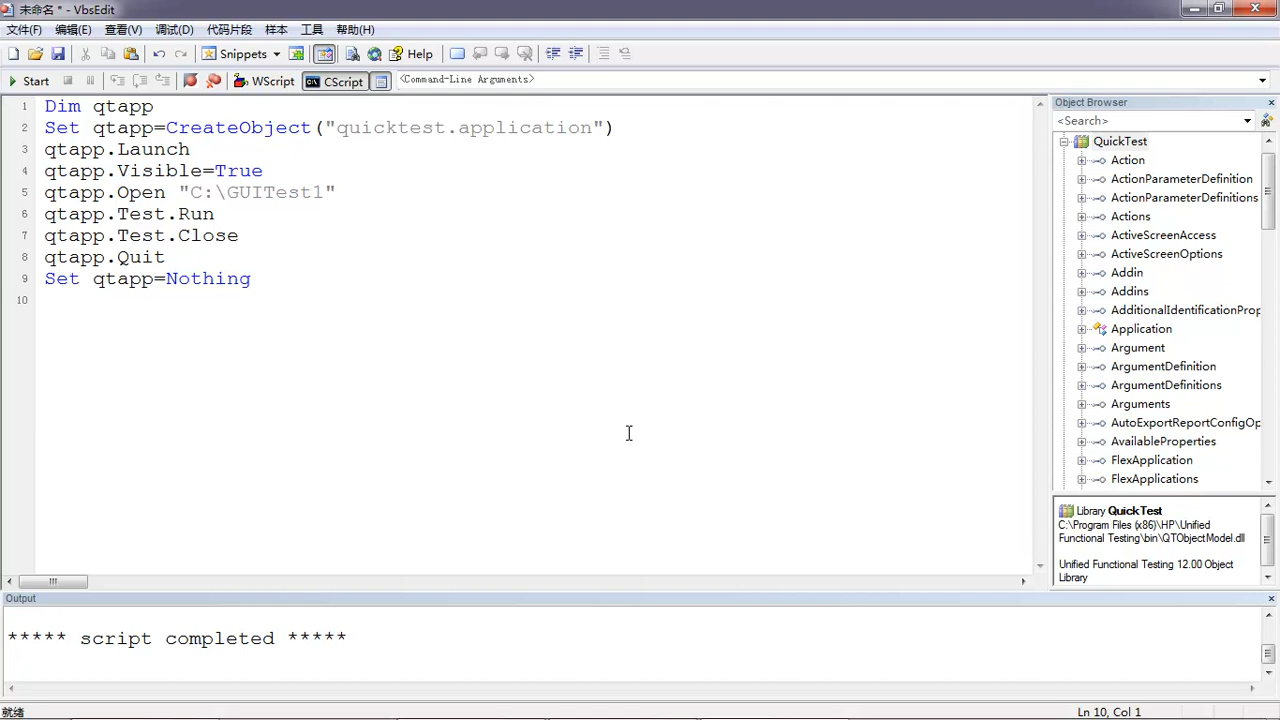 未命名 * - VbsEdit
文件(F) 编辑(E) 查看(V) 调试(D) 代码片段 样本 工具 帮助(H)
Snippets Help
Start WScript CScript <Command-Line Arguments>
1 Dim qtapp
2 Set qtapp=CreateObject("quicktest.application")
3 qtapp.Launch
4 qtapp.Visible=True
5 qtapp.Open "C:\GUITest1"
6 qtapp.Test.Run
7 qtapp.Test.Close
8 qtapp.Quit
9 Set qtapp=Nothing
10
Object Browser
<Search>
QuickTest
Action
ActionParameterDefinition
ActionParameterDefinitions
Actions
ActiveScreenAccess
ActiveScreenOptions
Addin
Addins
AdditionalIdentificationProp
Application
Argument
ArgumentDefinition
ArgumentDefinitions
Arguments
AutoExportReportConfigOp
AvailableProperties
FlexApplication
FlexApplications
Library QuickTest
C:\Program Files (x86)\HP\Unified
Functional Testing\bin\QTObjectModel.dll
Unified Functional Testing 12.00 Object
Library
Output
***** script completed *****
就绪
Ln 10, Col 1